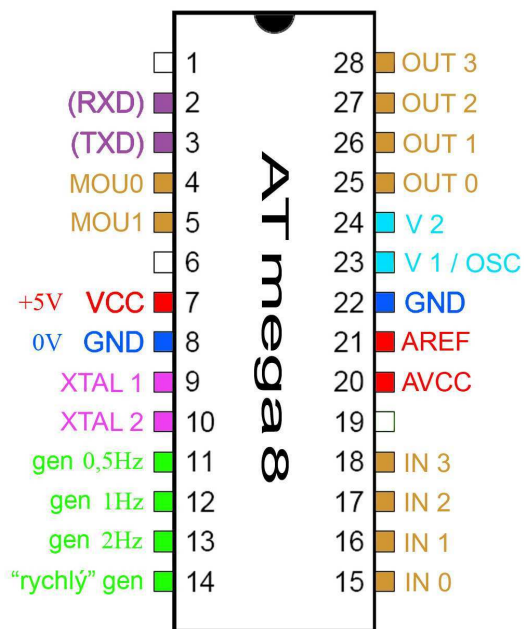 1 28 OUT 3
(RXD) 2 27 OUT 2
(TXD) 3 26 OUT 1
MOU0 4 25 OUT 0
MOU1 5 24 V 2
6 23 V 1 / OSC
+5V VCC 7 22 GND
0V GND 8 21 AREF
XTAL 1 9 20 AVCC
XTAL 2 10 19
gen 0,5Hz 11 18 IN 3
gen 1Hz 12 17 IN 2
gen 2Hz 13 16 IN 1
“rychlý” gen 14 15 IN 0
ATmega8